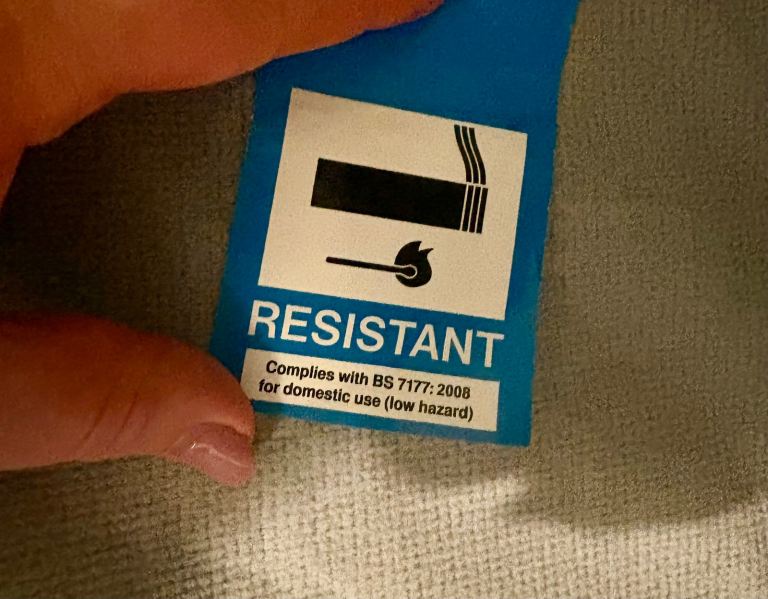 RESISTANT
Complies with BS 7177: 2008
for domestic use (low hazard)